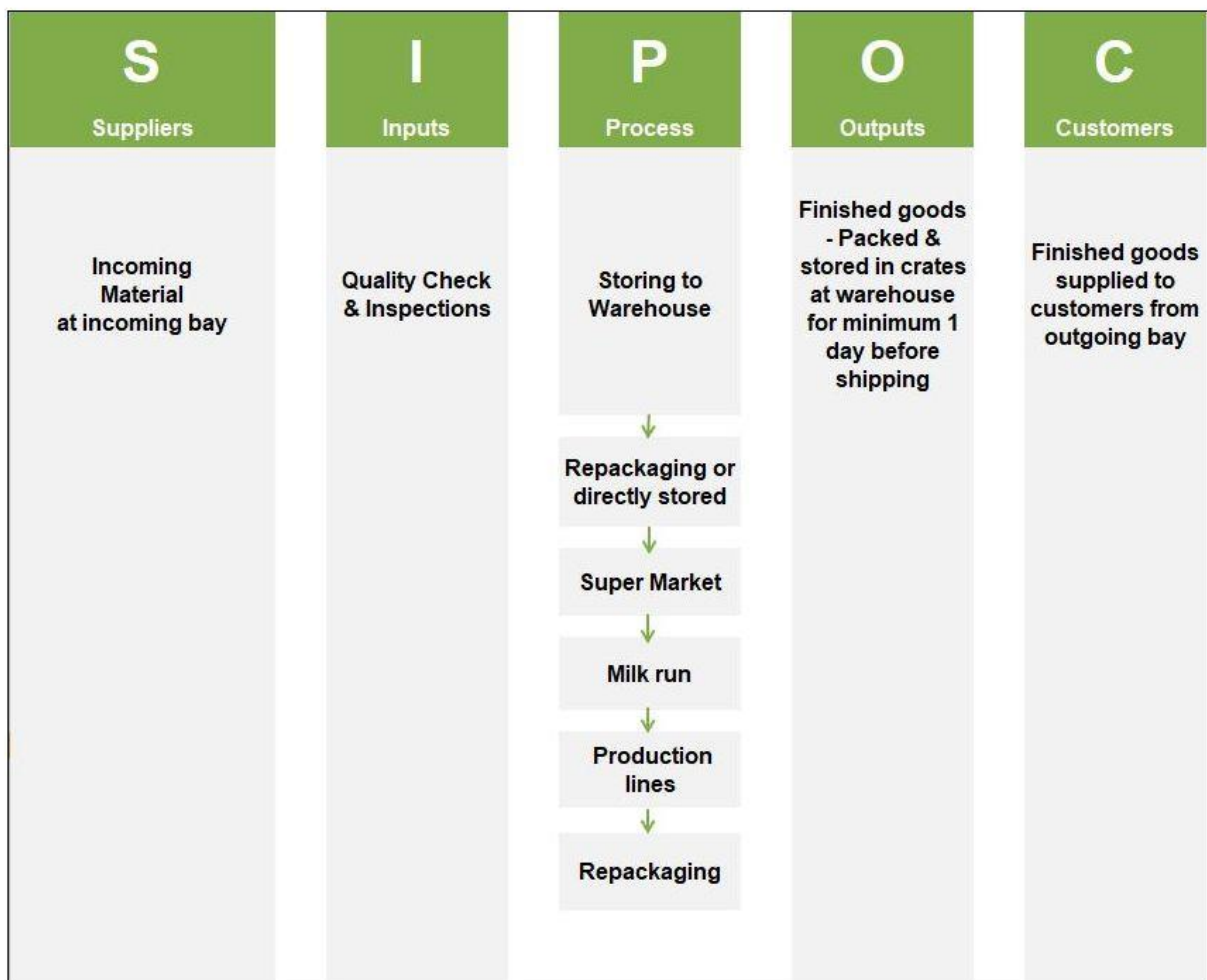 S
Suppliers
I
Inputs
P
Process
O
Outputs
C
Customers
Incoming
Material
at incoming bay
Quality Check
& Inspections
Storing to
Warehouse
Repackaging or
directly stored
Super Market
Milk run
Production
lines
Repackaging
Finished goods
- Packed &
stored in crates
at warehouse
for minimum 1
day before
shipping
Finished goods
supplied to
customers from
outgoing bay